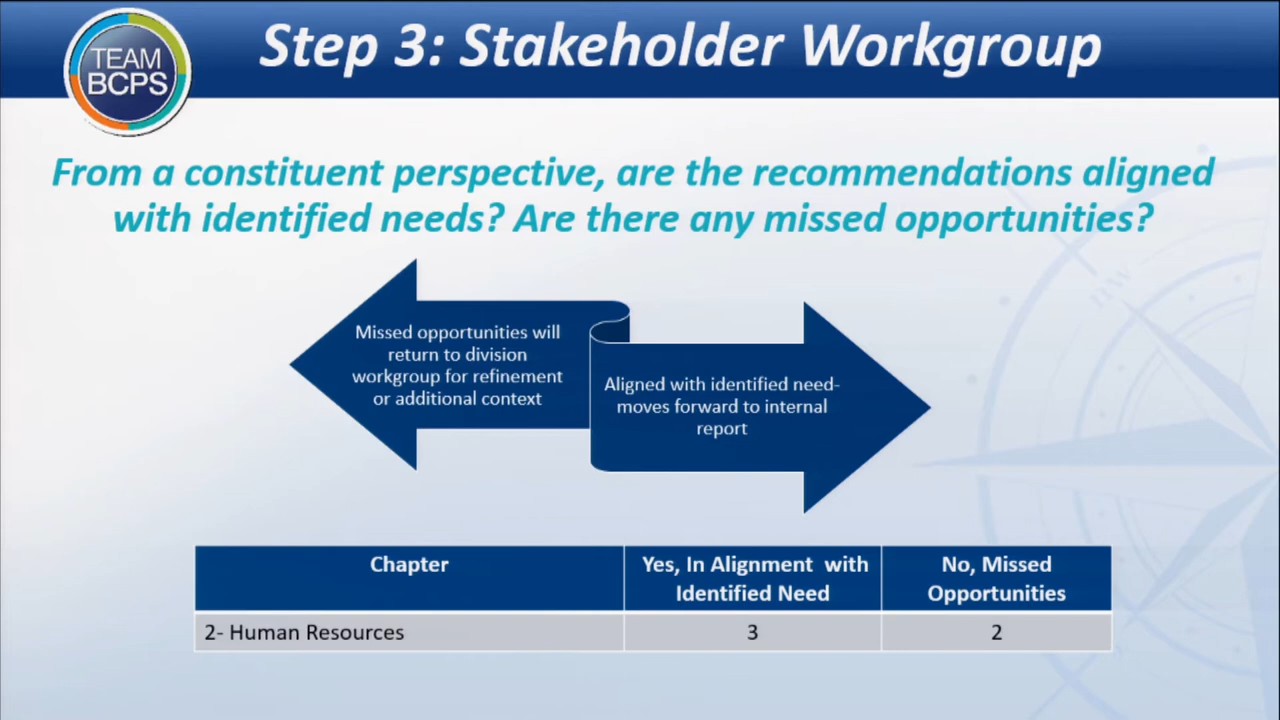 TEAM
BCPS
Step 3: Stakeholder Workgroup
From a constituent perspective, are the recommendations aligned
with identified needs? Are there any missed opportunities?
Missed opportunities will
return to division
workgroup for refinement
or additional context
Aligned with identified need-
moves forward to internal
report
Chapter
Yes, In Alignment with
Identified Need
No, Missed
Opportunities
2- Human Resources
3
2
NW